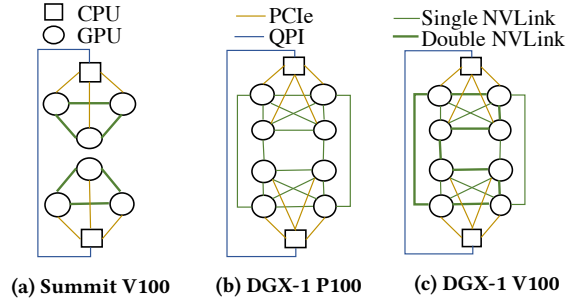 CPU
GPU
PCIe
QPI
Single NVLink
Double NVLink
(a) Summit V100
(b) DGX-1 P100
(c) DGX-1 V100